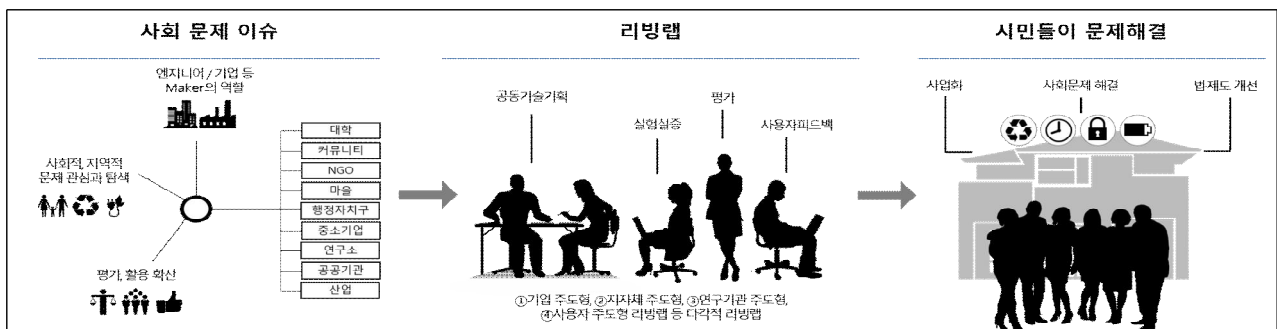 사회 문제 이슈
엔지니어 / 기업 등
Maker의 역할
사회적, 지역적
문제 관심과 탐색
평가, 활용 확산
대학
커뮤니티
NGO
마을
행정자치구
중소기업
연구소
공공기관
산업
리빙랩
공동기술기획
실험실증
평가
사용자피드백
①기업 주도형, ②지자체 주도형, ③연구기관 주도형,
④사용자 주도형 리빙랩 등 다각적 리빙랩
시민들이 문제해결
사업화
사회문제 해결
법제도 개선